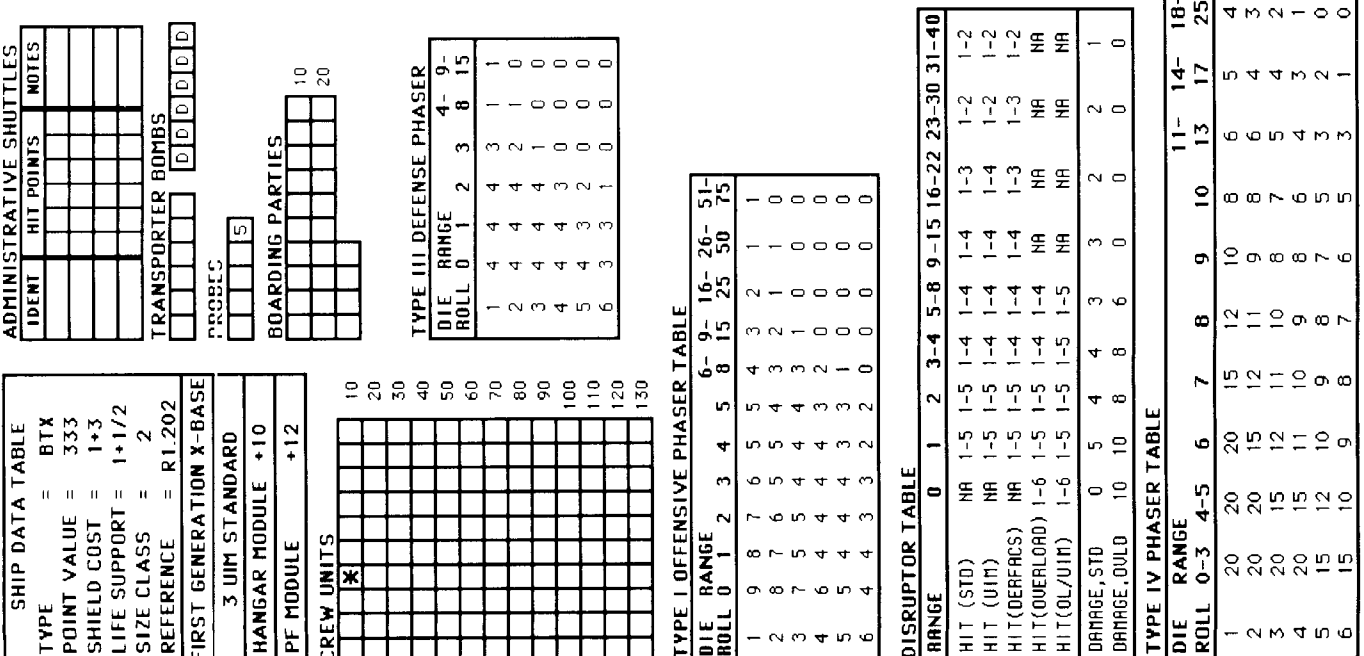 SHIP DATA TABLE
TYPE = BTX
POINT VALUE = 333
SHIELD COST = 1+3
LIFE SUPPORT = 1+1/2
SIZE CLASS = 2
REFERENCE = R1.202
FIRST GENERATION X-BASE
3 UIM STANDARD
HANGAR MODULE +10
PF MODULE +12
CREW UNITS
* 10
20
30
40
50
60
70
80
90
100
110
120
130
ADMINISTRATIVE SHUTTLES
IDENT HIT POINTS NOTES
TRANSPORTER BOMBS
D D D D D D
PROBES
5
BOARDING PARTIES
10
20
TYPE III DEFENSE PHASER
DIE RANGE 4- 9-
ROLL 0 1 2 3 8 15
1 4 4 4 3 1 1
2 4 4 4 2 1 0
3 4 4 4 1 0 0
4 4 4 3 0 0 0
5 4 3 2 0 0 0
6 3 3 1 0 0 0
TYPE I OFFENSIVE PHASER TABLE
DIE RANGE 6- 9- 16- 26- 51-
ROLL 0 1 2 3 4 5 8 15 25 50 75
1 9 8 7 6 5 5 4 3 2 1 1
2 8 7 6 5 5 4 3 2 1 1 0
3 7 5 5 4 4 4 3 1 0 0 0
4 6 4 4 4 4 3 2 0 0 0 0
5 5 4 4 4 3 3 1 0 0 0 0
6 4 4 3 3 2 2 0 0 0 0 0
DISRUPTOR TABLE
RANGE 0 1 2 3-4 5-8 9-15 16-22 23-30 31-40
HIT (STD) NA 1-5 1-5 1-4 1-4 1-4 1-3 1-2 1-2
HIT (UIM) NA 1-5 1-5 1-4 1-4 1-4 1-4 1-2 1-2
HIT (DERFACS) NA 1-5 1-5 1-4 1-4 1-4 1-3 1-3 1-2
HIT(OVERLOAD) 1-6 1-5 1-5 1-4 1-4 NA NA NA NA
HIT(OL/UIM) 1-6 1-5 1-5 1-5 1-5 NA NA NA NA
DAMAGE,STD 0 5 4 4 3 3 2 2 1
DAMAGE,OVLD 10 10 8 8 6 0 0 0 0
TYPE IV PHASER TABLE
DIE RANGE 11- 14- 18-
ROLL 0-3 4-5 6 7 8 9 10 13 17 25
1 20 20 20 15 12 10 8 6 5 4
2 20 20 15 12 11 9 8 6 4 3
3 20 15 12 11 10 8 7 5 4 2
4 20 15 11 10 9 8 6 4 3 1
5 15 12 10 9 8 7 5 3 2 0
6 15 10 9 8 7 6 5 3 1 0